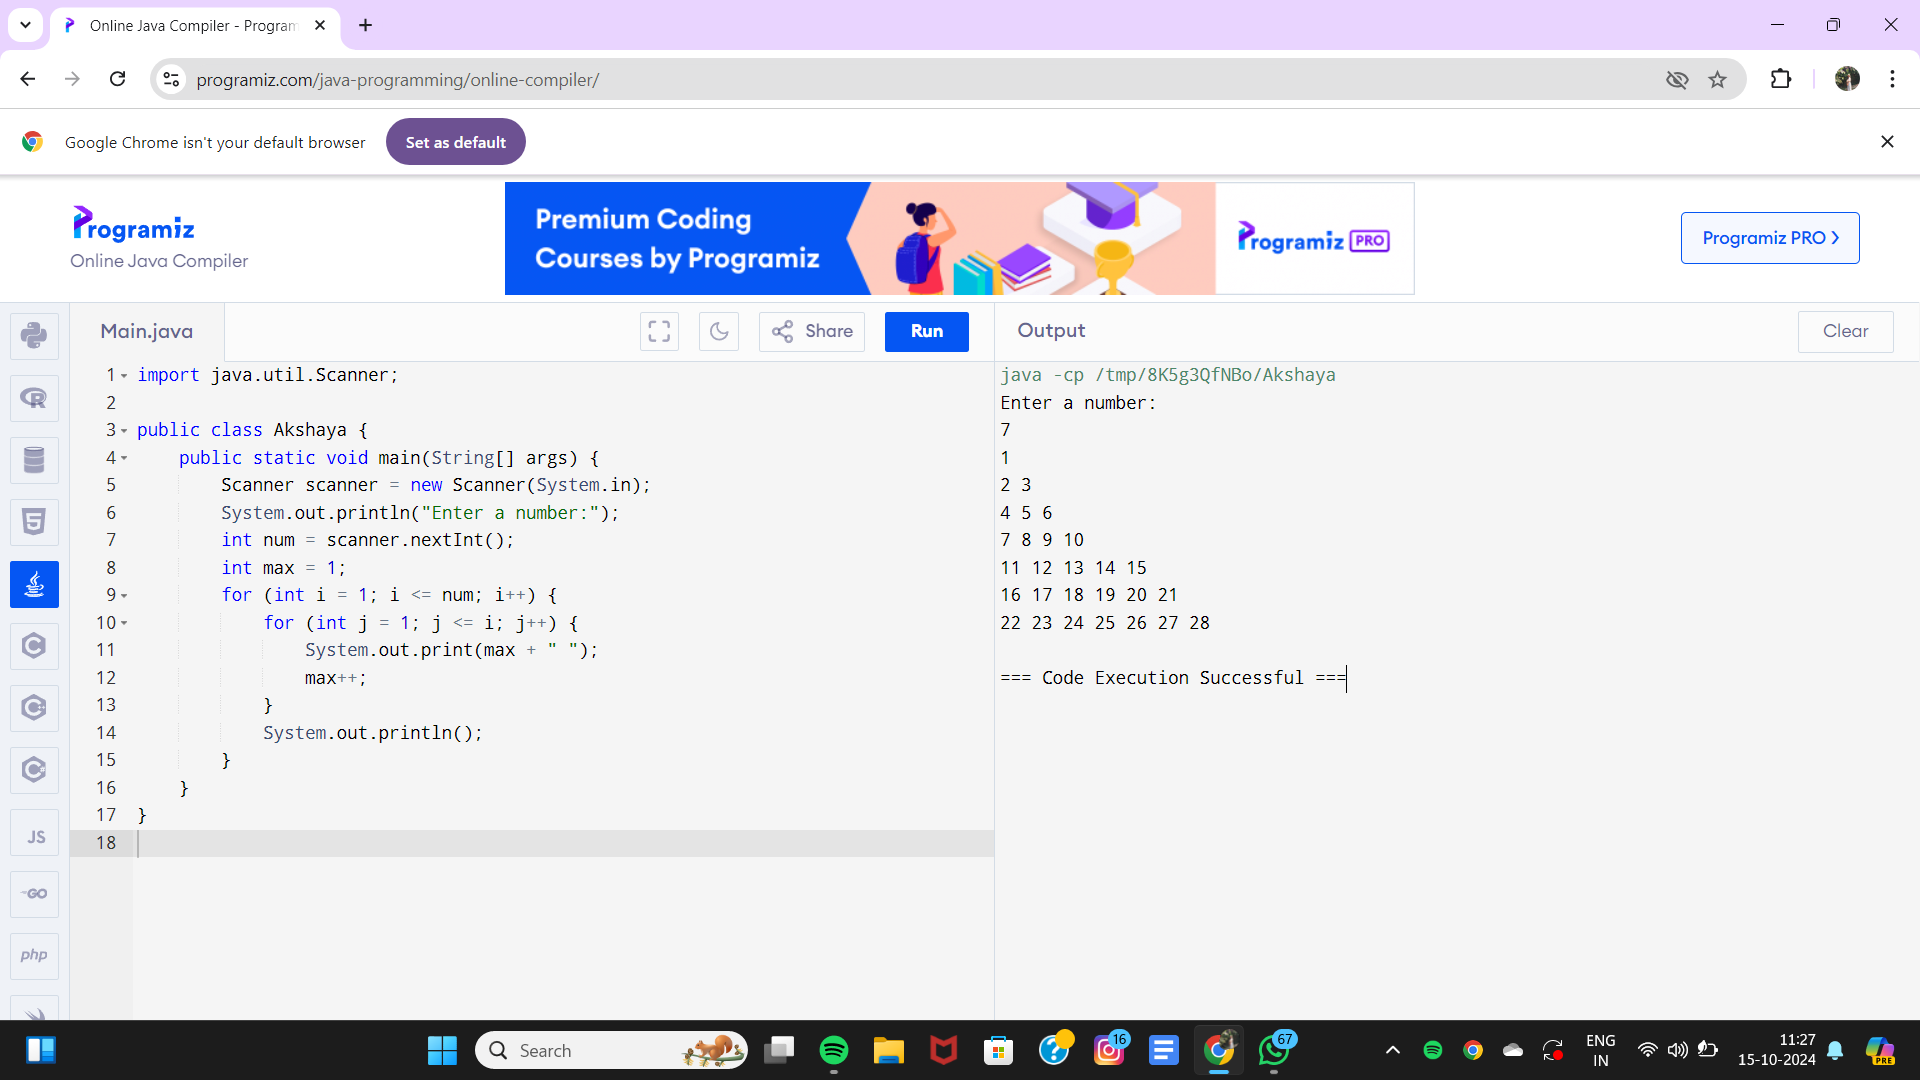 Online Java Compiler - Program
programiz.com/java-programming/online-compiler/
Google Chrome isn't your default browser
Set as default
Programiz
Online Java Compiler
Premium Coding
Courses by Programiz
Programiz PRO
Programiz PRO
Main.java
Share
Run
Output
Clear
1 import java.util.Scanner;
2
3 public class Akshaya {
4     public static void main(String[] args) {
5         Scanner scanner = new Scanner(System.in);
6         System.out.println("Enter a number:");
7         int num = scanner.nextInt();
8         int max = 1;
9         for (int i = 1; i <= num; i++) {
10             for (int j = 1; j <= i; j++) {
11                 System.out.print(max + " ");
12                 max++;
13             }
14             System.out.println();
15         }
16     }
17 }
18
java -cp /tmp/8K5g3QfNBo/Akshaya
Enter a number:
7
1
2 3
4 5 6
7 8 9 10
11 12 13 14 15
16 17 18 19 20 21
22 23 24 25 26 27 28
=== Code Execution Successful ===
R
5
C
C
C
JS
GO
php
Search
16
67
ENG
IN
11:27
15-10-2024
PRE